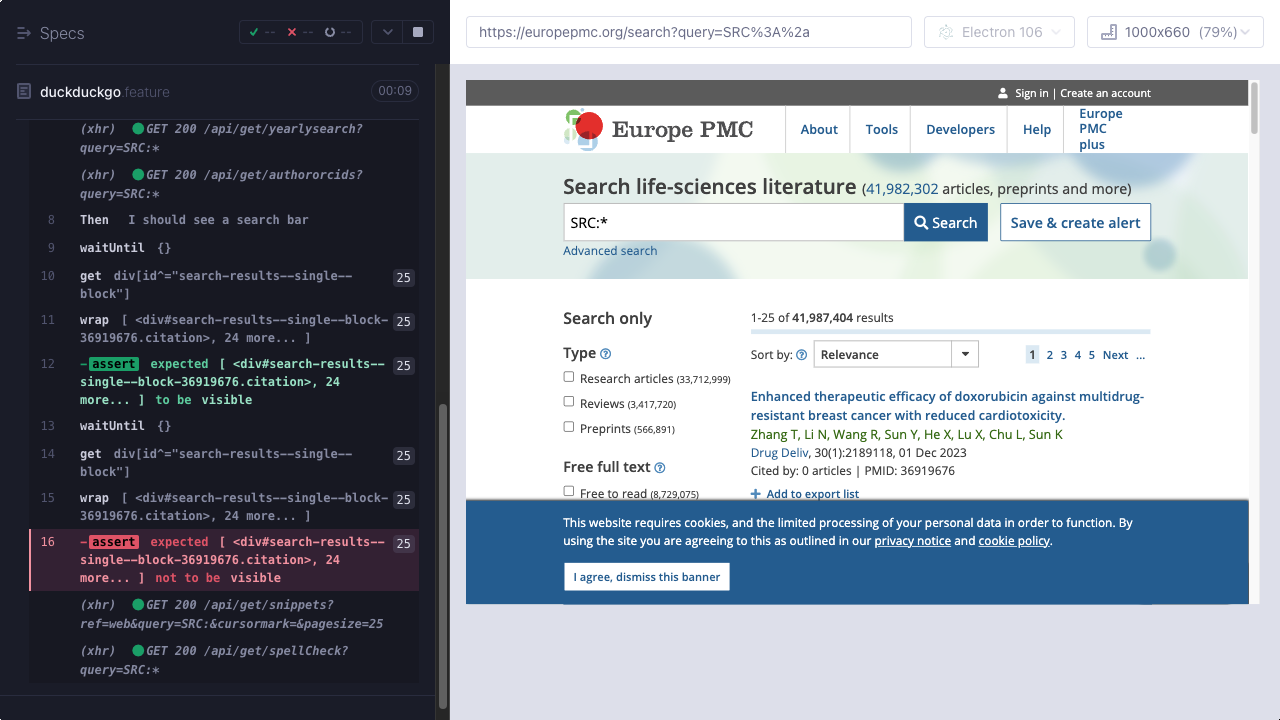 Specs
-- -- --
duckduckgo.feature
00:09
(xhr) GET 200 /api/get/yearlysearch?
query=SRC:*
(xhr) GET 200 /api/get/authororcids?
query=SRC:*
8 Then I should see a search bar
9 waitUntil {}
10 get div[id^="search-results--single--
block"] 25
11 wrap [ <div#search-results--single--block-
36919676.citation>, 24 more... ] 25
12 -assert expected [ <div#search-results--
single--block-36919676.citation>, 24
more... ] to be visible 25
13 waitUntil {}
14 get div[id^="search-results--single--
block"] 25
15 wrap [ <div#search-results--single--block-
36919676.citation>, 24 more... ] 25
16 -assert expected [ <div#search-results--
single--block-36919676.citation>, 24
more... ] not to be visible 25
(xhr) GET 200 /api/get/snippets?
ref=web&query=SRC:&cursormark=&pagesize=25
(xhr) GET 200 /api/get/spellCheck?
query=SRC:*
https://europepmc.org/search?query=SRC%3A%2a
Electron 106
1000x660 (79%)
Sign in | Create an account
Europe PMC
About
Tools
Developers
Help
Europe
PMC
plus
Search life-sciences literature (41,982,302 articles, preprints and more)
SRC:*
Search
Save & create alert
Advanced search
Search only
Type
Research articles (33,712,999)
Reviews (3,417,720)
Preprints (566,891)
Free full text
Free to read (8,729,075)
1-25 of 41,987,404 results
Sort by: Relevance
1 2 3 4 5 Next ...
Enhanced therapeutic efficacy of doxorubicin against multidrug-
resistant breast cancer with reduced cardiotoxicity.
Zhang T, Li N, Wang R, Sun Y, He X, Lu X, Chu L, Sun K
Drug Deliv, 30(1):2189118, 01 Dec 2023
Cited by: 0 articles | PMID: 36919676
Add to export list
This website requires cookies, and the limited processing of your personal data in order to function. By
using the site you are agreeing to this as outlined in our privacy notice and cookie policy.
I agree, dismiss this banner